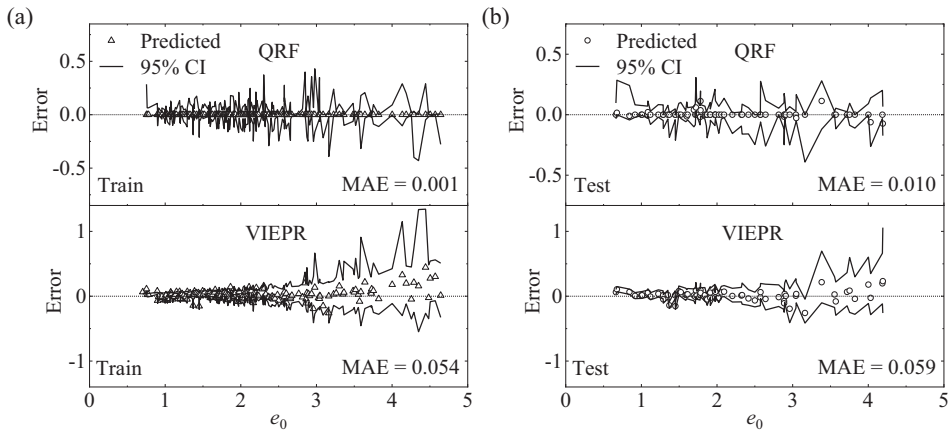 (a)
Predicted
95% CI
QRF
Error
0.5
0.0
-0.5
Train
MAE = 0.001
VIEPR
Error
1
0
-1
Train
MAE = 0.054
0 1 2 3 4 5
e0
(b)
Predicted
95% CI
QRF
Error
0.5
0.0
-0.5
Test
MAE = 0.010
VIEPR
Error
1
0
-1
Test
MAE = 0.059
0 1 2 3 4 5
e0